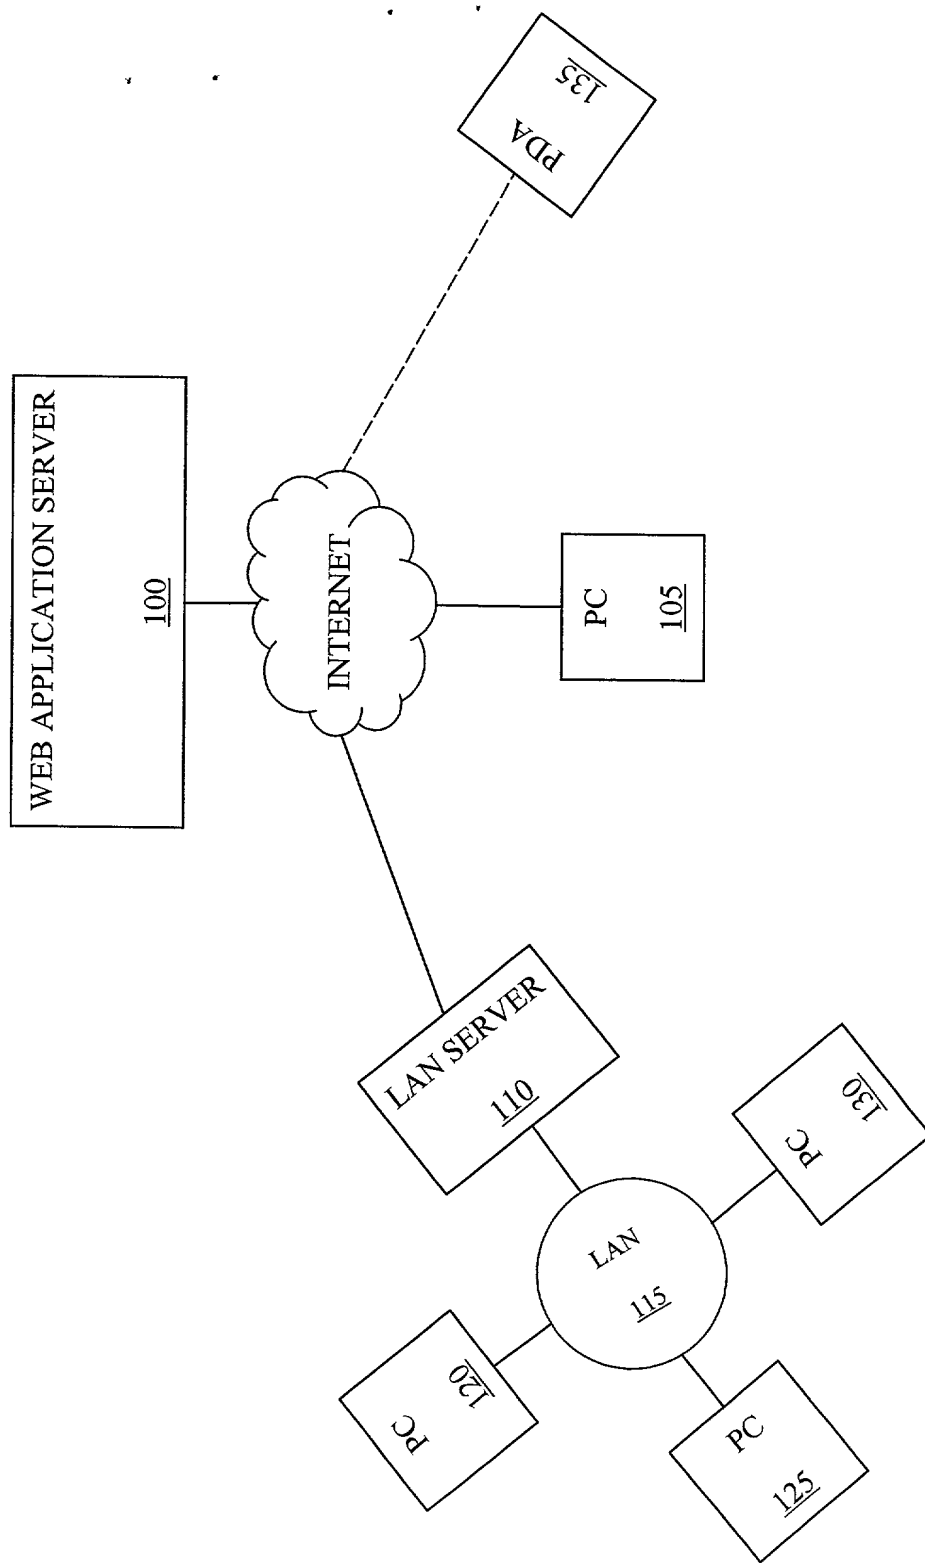 WEB APPLICATION SERVER
100
INTERNET
PDA
135
PC
105
LAN SERVER
110
LAN
115
PC
120
PC
125
PC
130